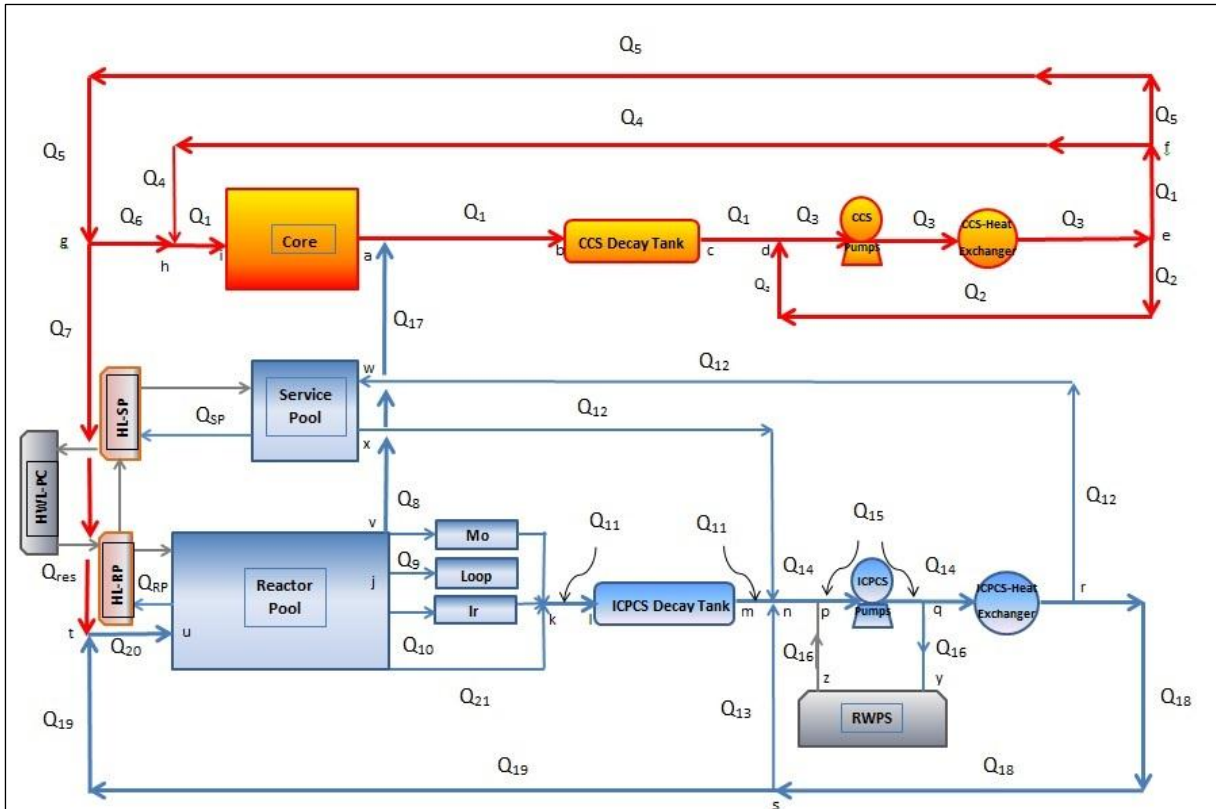 Q5
Q5
Q4
Q5
f
Q4
Q6
Q1
Q1
Q1
Q3
CCS
Pumps
Q3
CCS-Heat
Exchanger
Q3
Q1
e
g
h
i
Core
a
b
CCS Decay Tank
c
d
Q2
Q2
Q7
Q17
Q12
w
HL-SP
Service
Pool
QSP
Q12
x
HWL-PC
Q8
Q12
v
Mo
Q11
Q11
Q15
Qres
HL-RP
QRP
Reactor
Pool
j
Q9
Loop
Q14
ICPCS
Pumps
Q14
ICPCS-Heat
Exchanger
r
Ir
k
l
ICPCS Decay Tank
m
n
p
q
t
Q20
u
Q10
Q16
Q16
z
y
Q21
RWPS
Q18
Q19
Q13
Q19
Q18
s